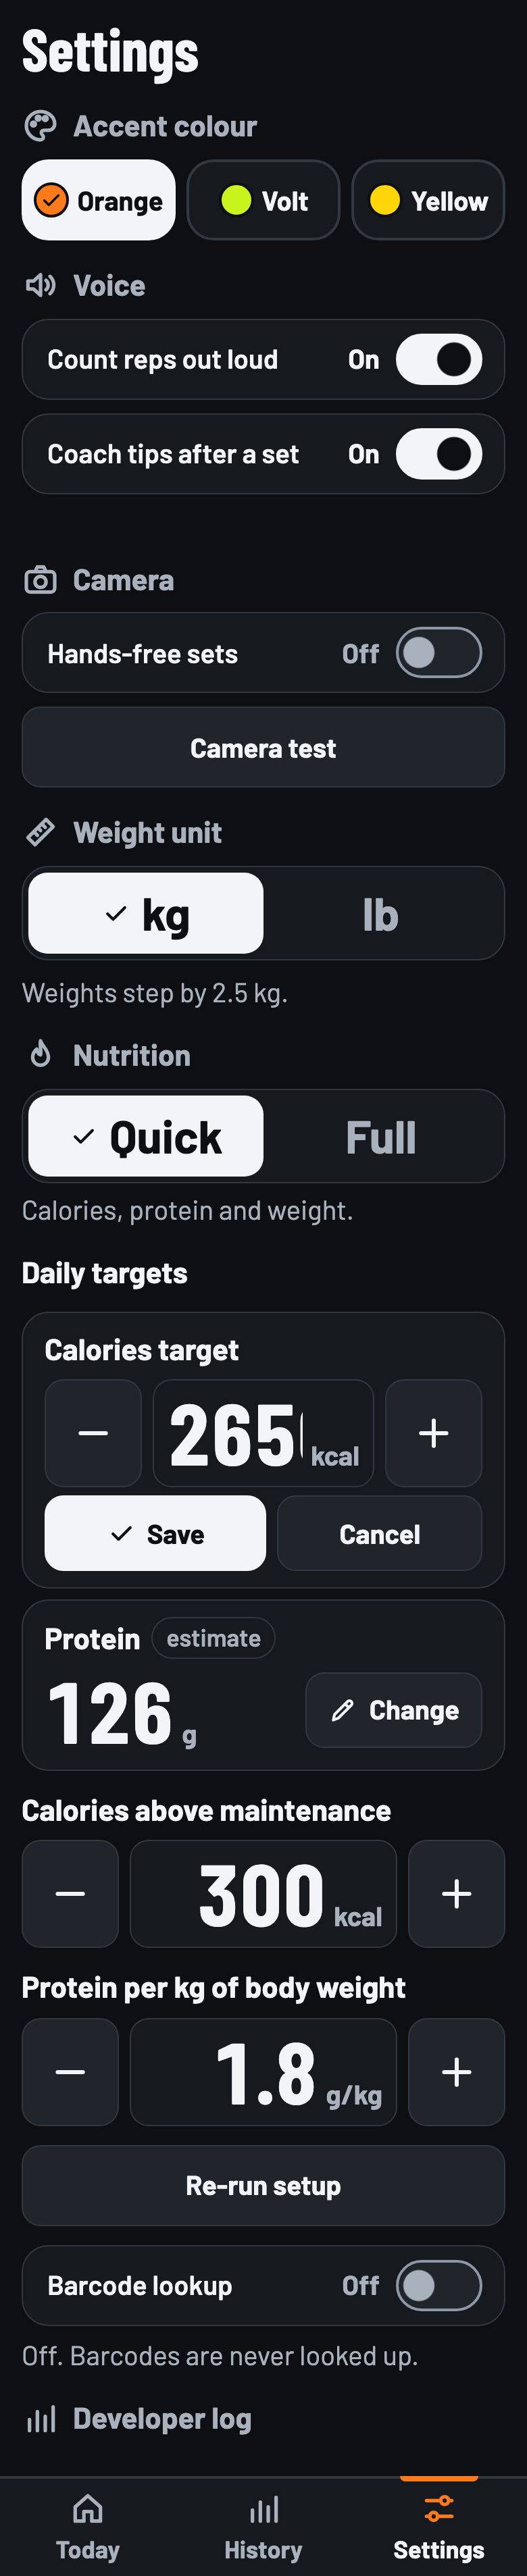 Settings
Accent colour
Orange
Volt
Yellow
Voice
Count reps out loud On
Coach tips after a set On
Camera
Hands-free sets Off
Camera test
Weight unit
kg
lb
Weights step by 2.5 kg.
Nutrition
Quick
Full
Calories, protein and weight.
Daily targets
Calories target
265 kcal
Save
Cancel
Protein estimate
126 g
Change
Calories above maintenance
300 kcal
Protein per kg of body weight
1.8 g/kg
Re-run setup
Barcode lookup Off
Off. Barcodes are never looked up.
Developer log
Today
History
Settings